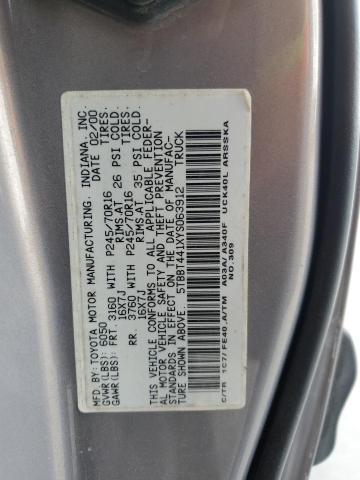 MFD.BY:TOYOTA MOTOR MANUFACTURING, INDIANA, INC.
GVWR(LBS): 6050 DATE 02/00
GAWR(LBS): FRT. 3160 WITH P245/70R16 TIRES.
16X7J RIMS.AT 26 PSI COLD.
RR. 3760 WITH P245/70R16 TIRES.
16X7J RIMS.AT 35 PSI COLD.
THIS VEHICLE CONFORMS TO ALL APPLICABLE FEDER-
AL MOTOR VEHICLE SAFETY AND THEFT PREVENTION
STANDARDS IN EFFECT ON THE DATE OF MANUFAC-
TURE SHOWN ABOVE.
5TBBT441XYS063912 TRUCK
C/TR 1C7/FE40.A/TM A03A/A340F UCK40L ARSSKA
NO.309